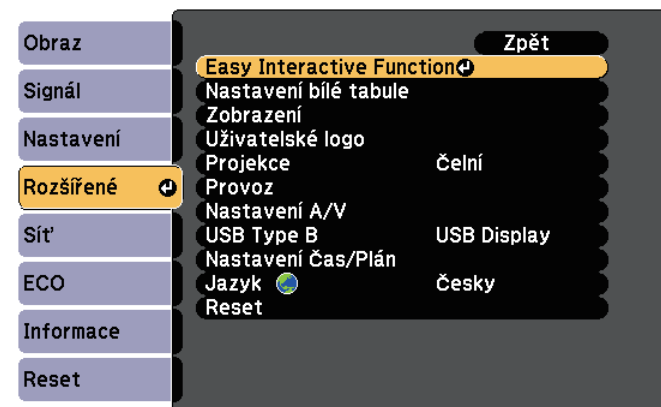 Obraz
Signál
Nastavení
Rozšířené
Síť
ECO
Informace
Reset
Zpět
Easy Interactive Function
Nastavení bílé tabule
Zobrazení
Uživatelské logo
Projekce Čelní
Provoz
Nastavení A/V
USB Type B USB Display
Nastavení Čas/Plán
Jazyk Česky
Reset